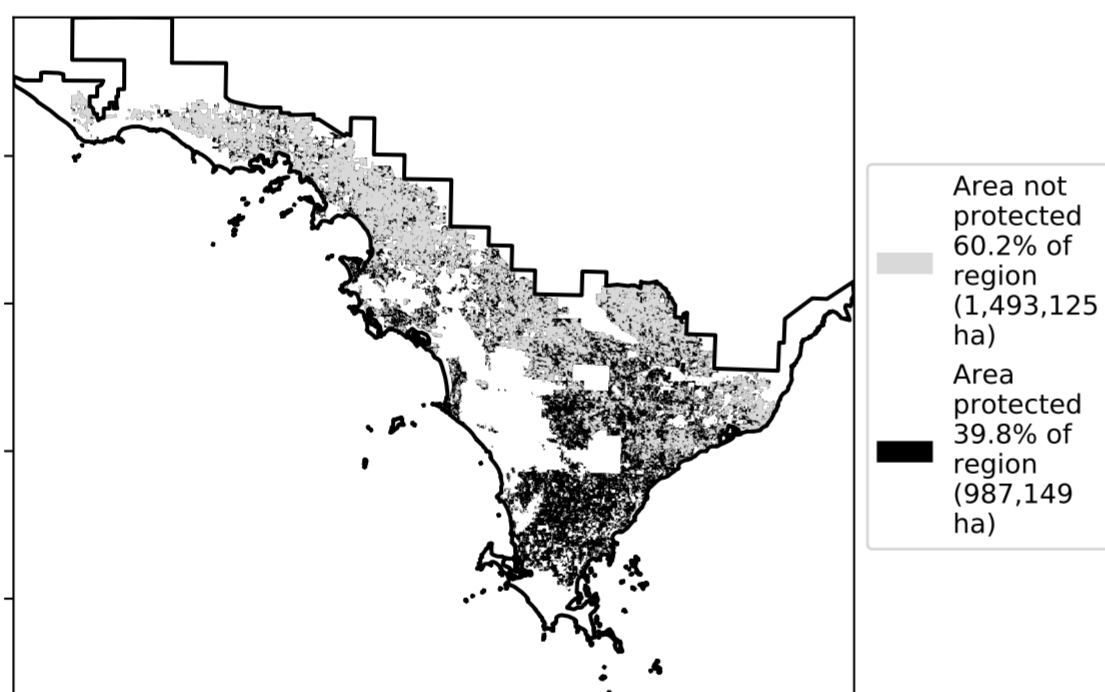 Area not
protected
60.2% of
region
(1,493,125
ha)
Area
protected
39.8% of
region
(987,149
ha)